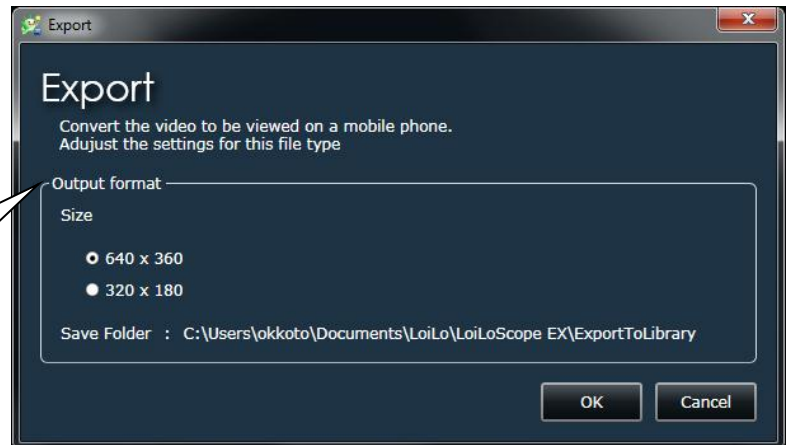 Export
Export
Convert the video to be viewed on a mobile phone.
Adujust the settings for this file type
Output format
Size
640 x 360
320 x 180
Save Folder : C:\Users\okkoto\Documents\LoiLo\LoiLoScope EX\ExportToLibrary
OK Cancel